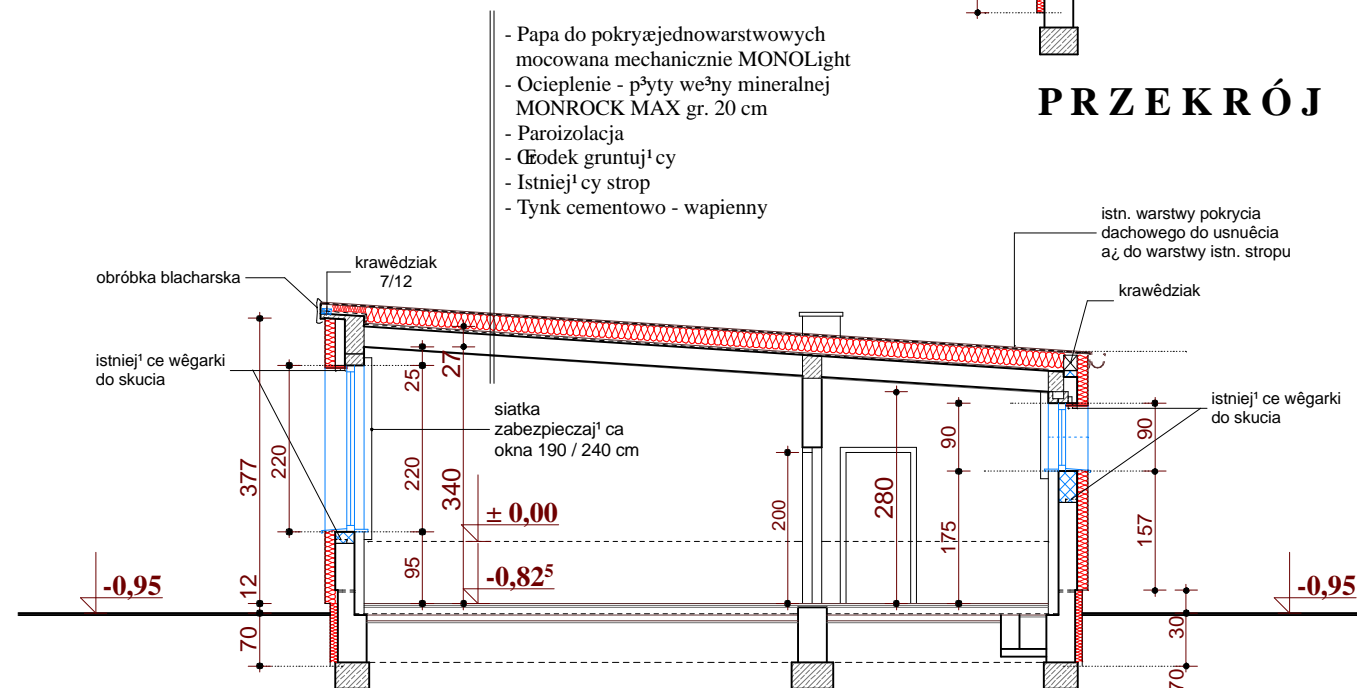 - Papa do pokryæjednowarstwowych
mocowana mechanicznie MONOLight
- Ocieplenie - p³yty we³ny mineralnej
MONROCK MAX gr. 20 cm
- Paroizolacja
- Œrodek gruntuj¹cy
- Istniej¹cy strop
- Tynk cementowo - wapienny
PRZEKRÓJ
istn. warstwy pokrycia
dachowego do usnuêcia
a¿ do warstwy istn. stropu
krawêdziak
obróbka blacharska
krawêdziak
7/12
istniej¹ce wêgarki
do skucia
siatka
zabezpieczaj¹ca
okna 190 / 240 cm
istniej¹ce wêgarki
do skucia
377
220
25
27
220
340
95
12
70
± 0,00
-0,82⁵
-0,95
200
280
90
175
90
157
30
70
-0,95